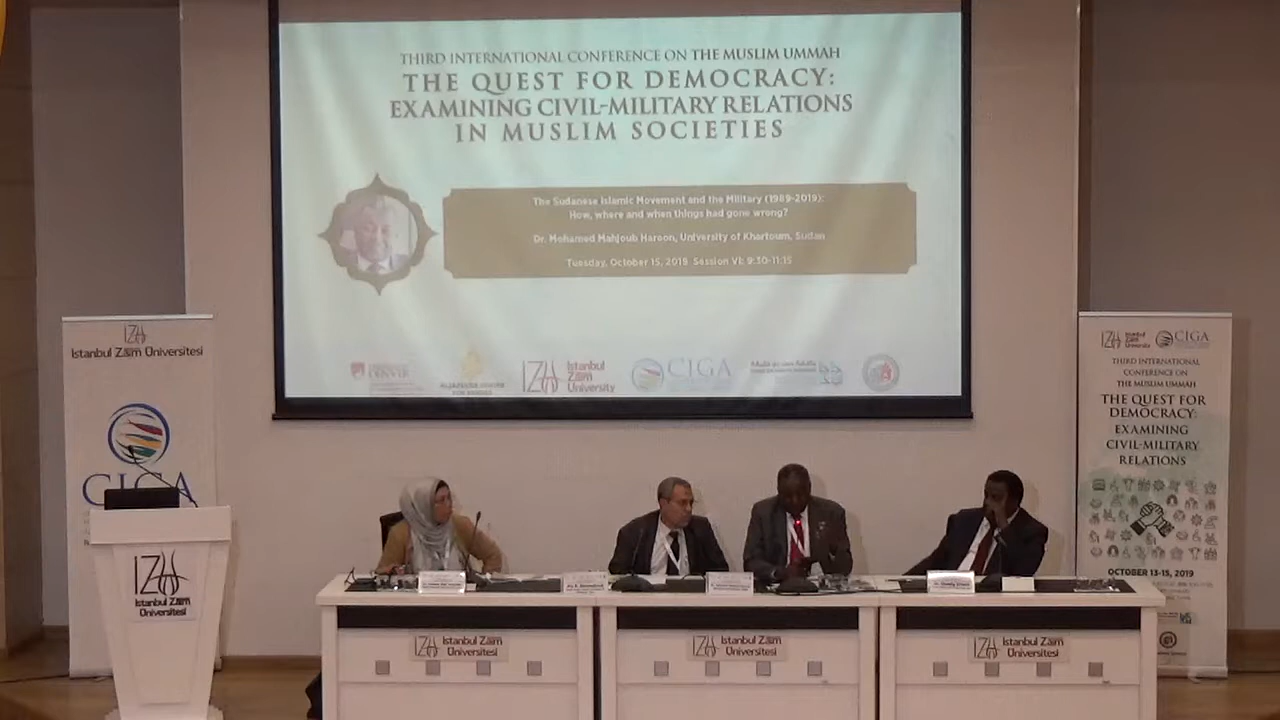 THIRD INTERNATIONAL CONFERENCE ON THE MUSLIM UMMAH
THE QUEST FOR DEMOCRACY:
EXAMINING CIVIL-MILITARY RELATIONS
IN MUSLIM SOCIETIES
The Sudanese Islamic Movement and the Military (1989-2019):
How, where and when things had gone wrong?
Dr. Mohamed Mahjoub Haroon, University of Khartoum, Sudan
Tuesday, October 15, 2019 Session VI: 9:30-11:15
Istanbul
Zaim
University
CIGA
IZU
Istanbul Zaim Üniversitesi
CIGA
IZU
Istanbul Zaim
Üniversitesi
Istanbul Zaim
Üniversitesi
Istanbul Zaim
Üniversitesi
Istanbul Zaim
Üniversitesi
Istanbul Zaim
University
CIGA
THIRD INTERNATIONAL
CONFERENCE ON
THE MUSLIM UMMAH
THE QUEST FOR
DEMOCRACY:
EXAMINING
CIVIL-MILITARY
RELATIONS
OCTOBER 13-15, 2019